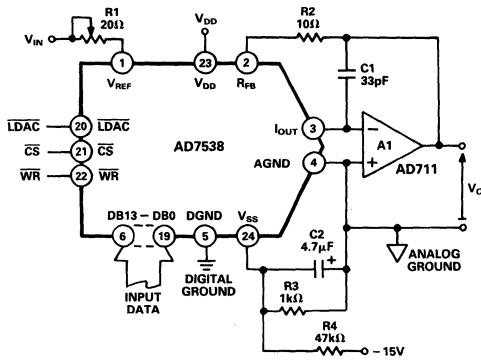 R1
20Ω
VIN
VDD
R2
10Ω
C1
33pF
1
23
2
VREF
VDD
RFB
LDAC
20
LDAC
CS
21
CS
WR
22
WR
AD7538
IOUT
3
AGND
4
−
A1
+
AD711
VO
DB13 – DB0
DGND
VSS
6
19
5
24
INPUT
DATA
DIGITAL
GROUND
C2
4.7μF
+
R3
1kΩ
R4
47kΩ
– 15V
ANALOG
GROUND